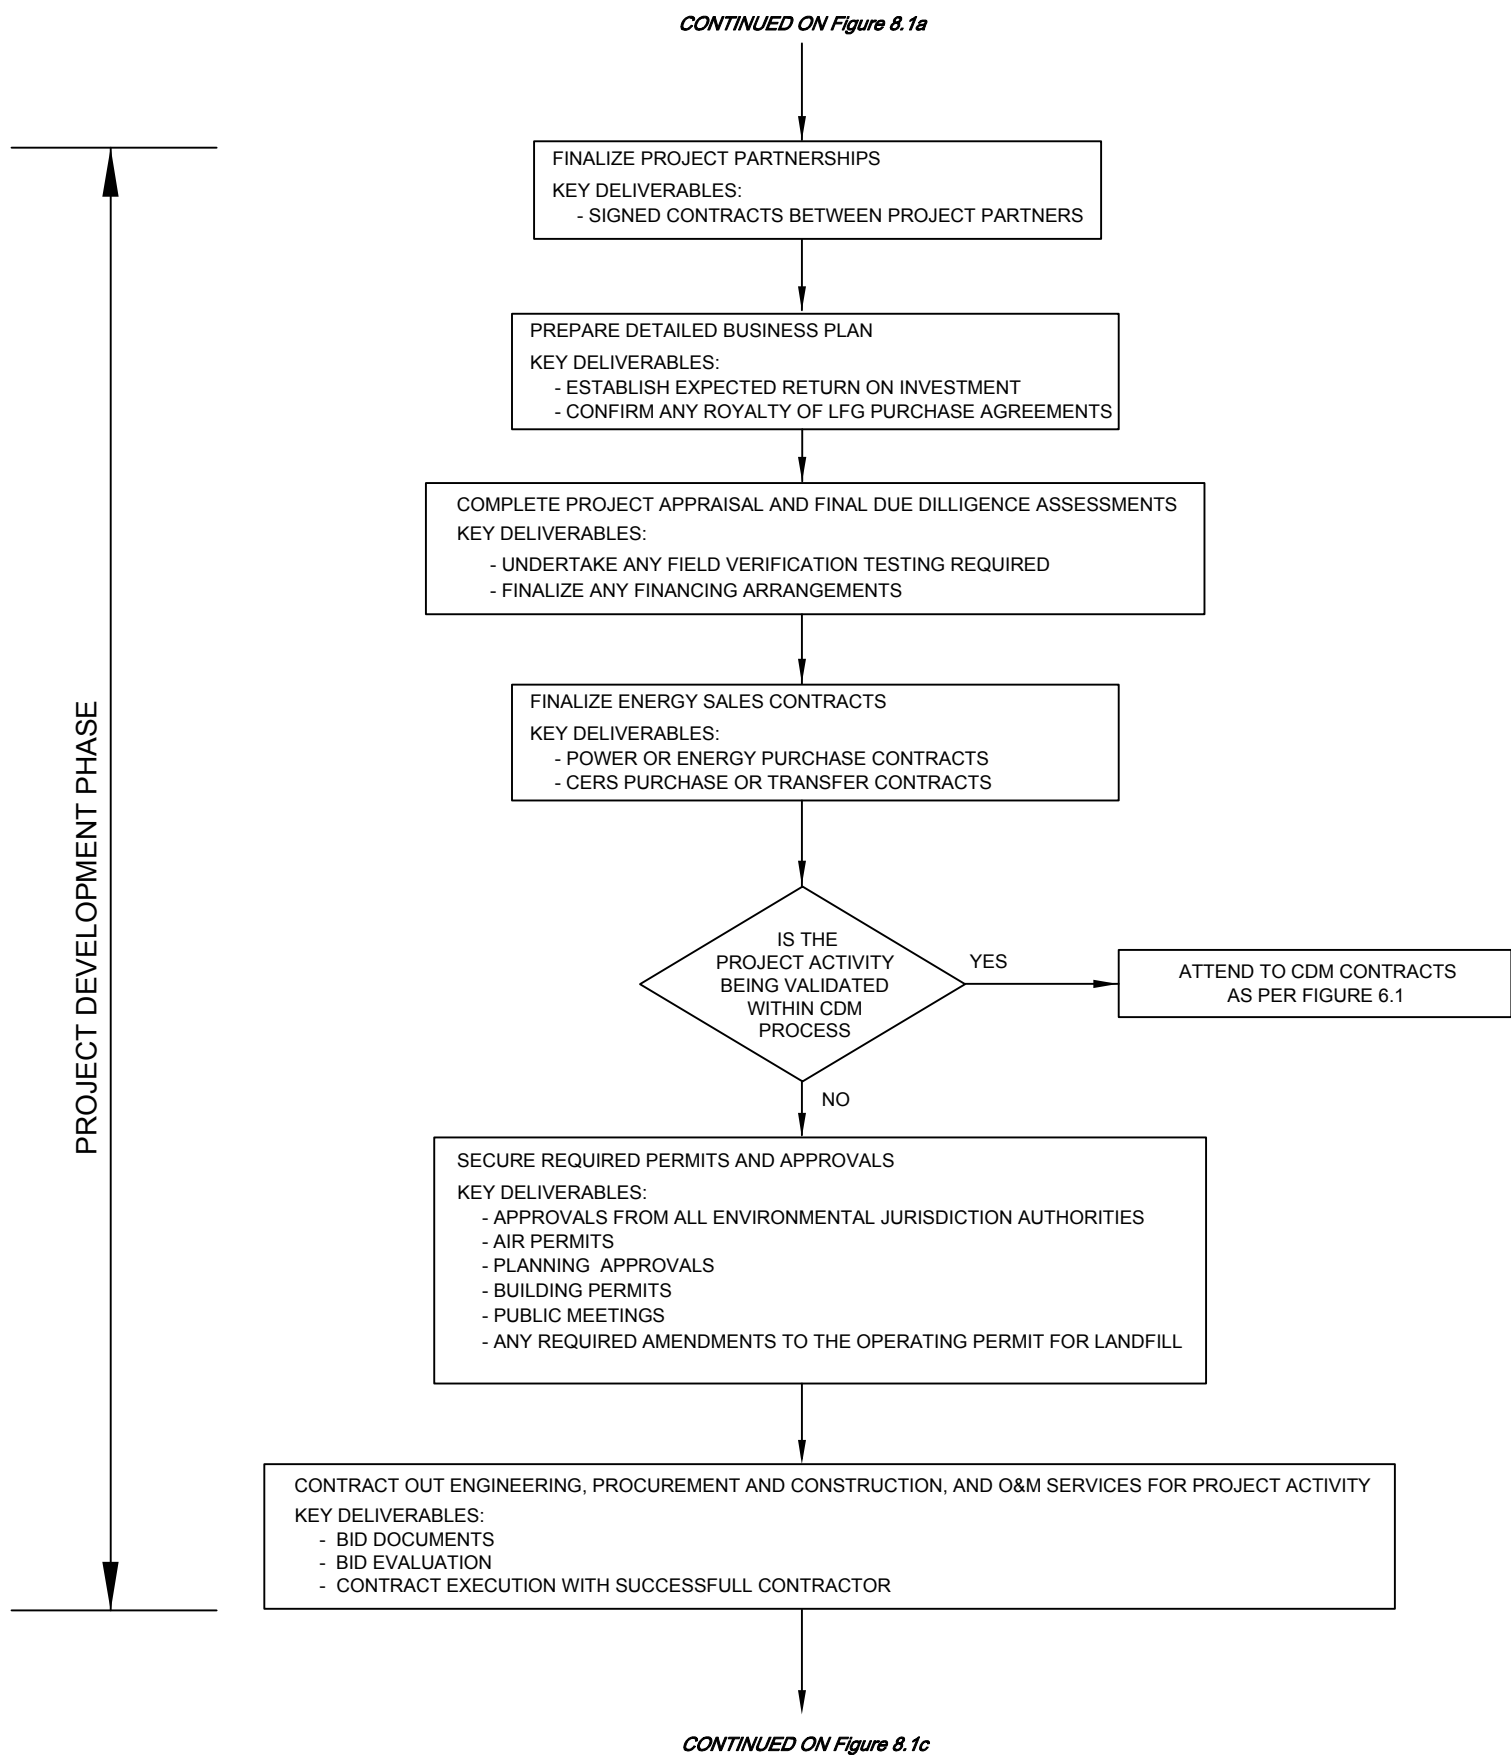 CONTINUED ON Figure 8.1a
FINALIZE PROJECT PARTNERSHIPS
KEY DELIVERABLES:
- SIGNED CONTRACTS BETWEEN PROJECT PARTNERS
PREPARE DETAILED BUSINESS PLAN
KEY DELIVERABLES:
- ESTABLISH EXPECTED RETURN ON INVESTMENT
- CONFIRM ANY ROYALTY OF LFG PURCHASE AGREEMENTS
COMPLETE PROJECT APPRAISAL AND FINAL DUE DILLIGENCE ASSESSMENTS
KEY DELIVERABLES:
- UNDERTAKE ANY FIELD VERIFICATION TESTING REQUIRED
- FINALIZE ANY FINANCING ARRANGEMENTS
FINALIZE ENERGY SALES CONTRACTS
KEY DELIVERABLES:
- POWER OR ENERGY PURCHASE CONTRACTS
- CERS PURCHASE OR TRANSFER CONTRACTS
PROJECT DEVELOPMENT PHASE
IS THE
PROJECT ACTIVITY
BEING VALIDATED
WITHIN CDM
PROCESS
YES
ATTEND TO CDM CONTRACTS
AS PER FIGURE 6.1
NO
SECURE REQUIRED PERMITS AND APPROVALS
KEY DELIVERABLES:
- APPROVALS FROM ALL ENVIRONMENTAL JURISDICTION AUTHORITIES
- AIR PERMITS
- PLANNING  APPROVALS
- BUILDING PERMITS
- PUBLIC MEETINGS
- ANY REQUIRED AMENDMENTS TO THE OPERATING PERMIT FOR LANDFILL
CONTRACT OUT ENGINEERING, PROCUREMENT AND CONSTRUCTION, AND O&M SERVICES FOR PROJECT ACTIVITY
KEY DELIVERABLES:
- BID DOCUMENTS
- BID EVALUATION
- CONTRACT EXECUTION WITH SUCCESSFULL CONTRACTOR
CONTINUED ON Figure 8.1c